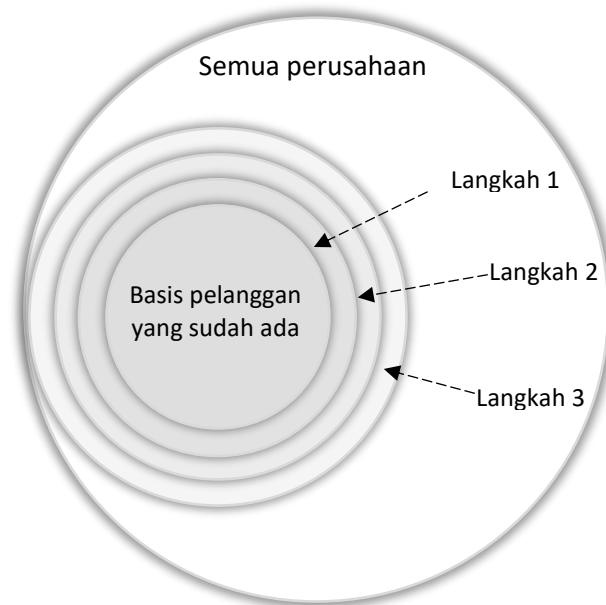 Semua perusahaan
Langkah 1
Langkah 2
Basis pelanggan
yang sudah ada
Langkah 3